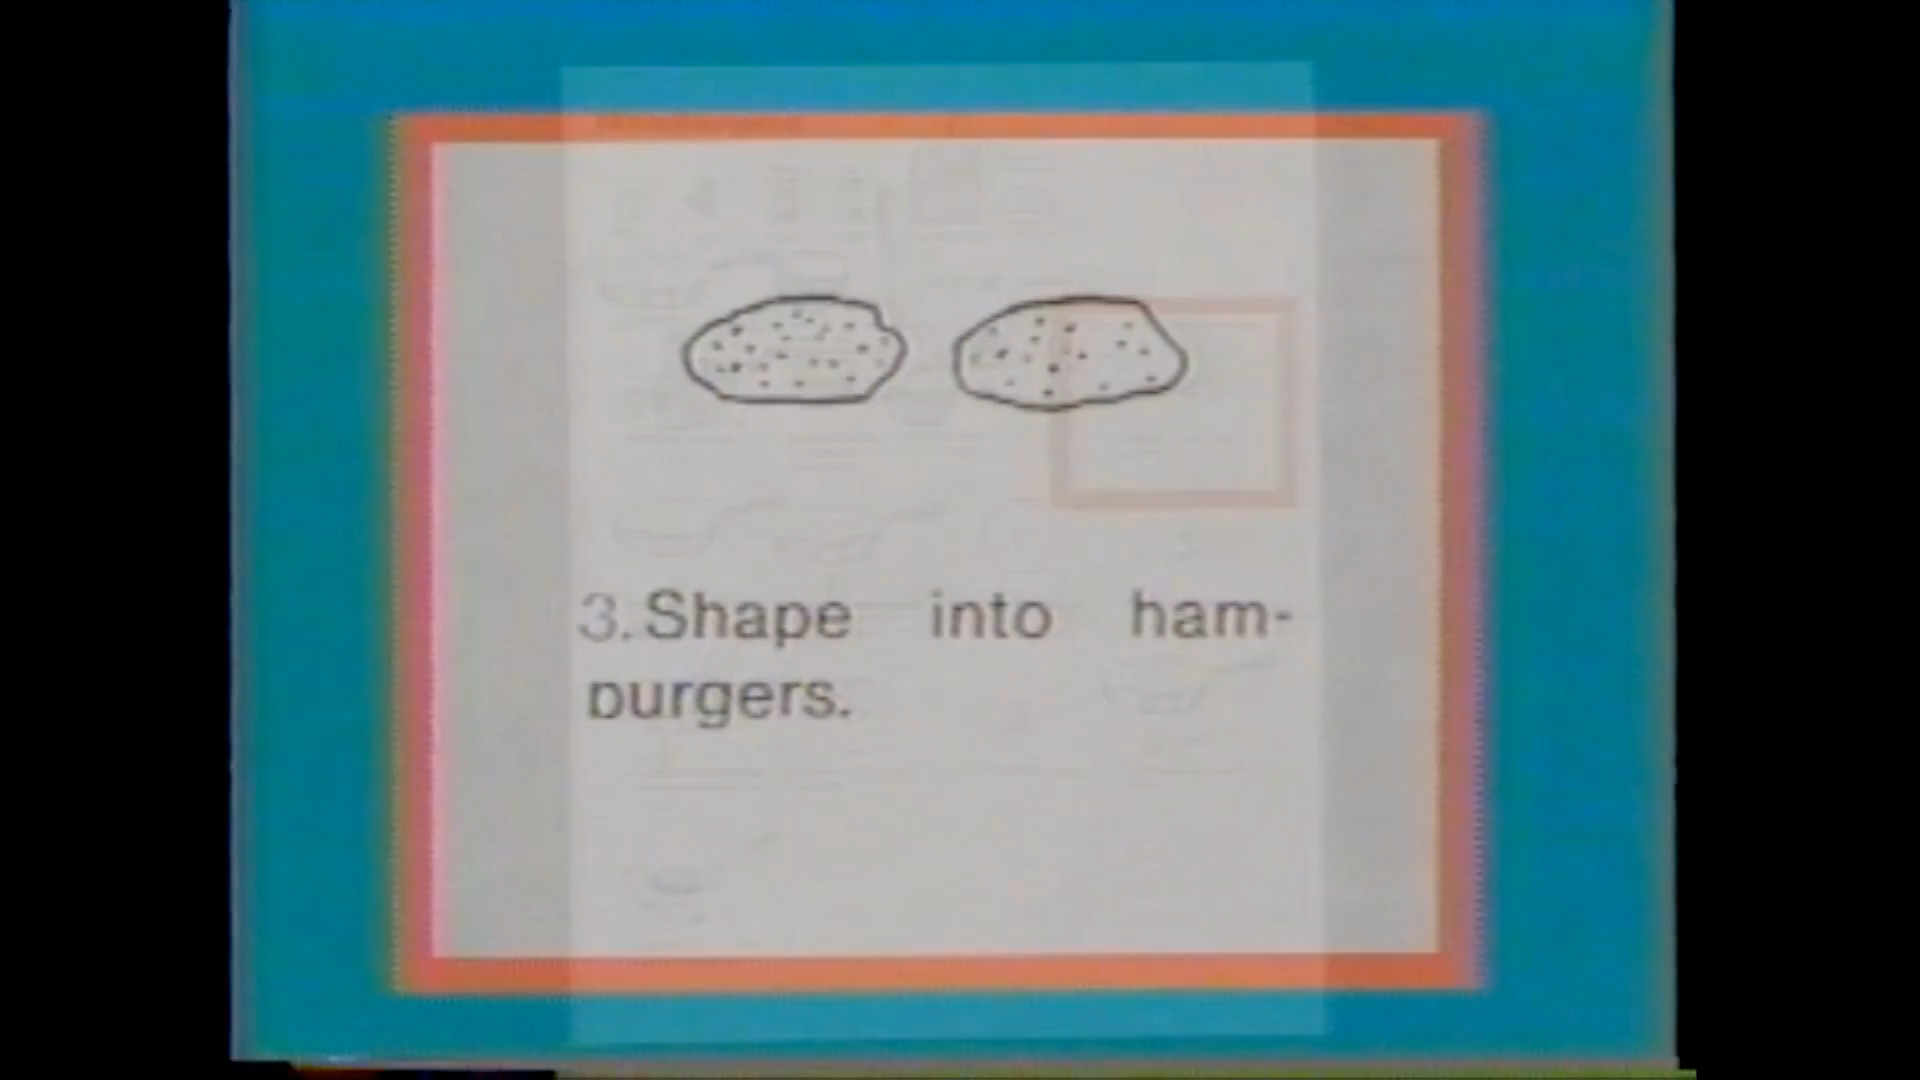 3. Shape into ham-
burgers.